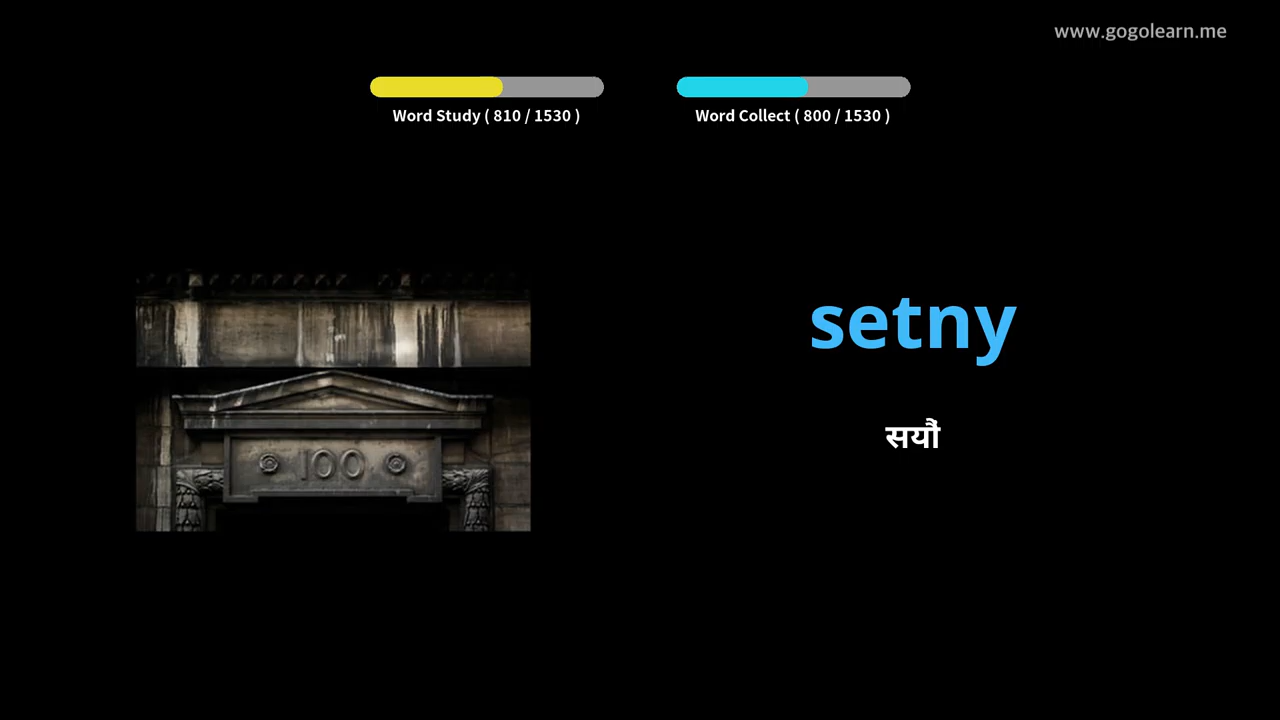 www.gogolearn.me
Word Study ( 810 / 1530 )
Word Collect ( 800 / 1530 )
setny
सयौं
100